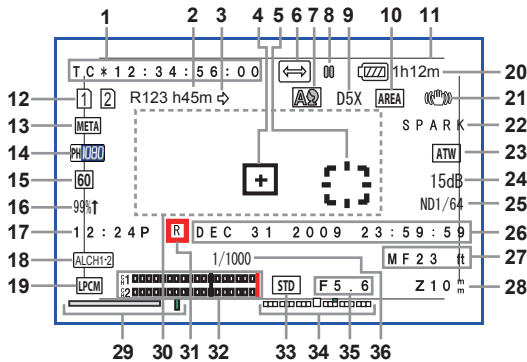 1 2 3 4 5 6 7 8 9 10 11
TC*12:34:56:00 1h12m 20
R123 h45m D5X AREA
12 1 2 21
13 META SPARK 22
14 PH 1080 ATW 23
15 60 15dB 24
16 99% ND1/64 25
17 12:24P R DEC 31 2009 23:59:59 26
18 ALCH1-2 1/1000 MF23 ft 27
19 LPCM STD F5.6 Z10mm 28
29 30 31 32 33 34 35 36